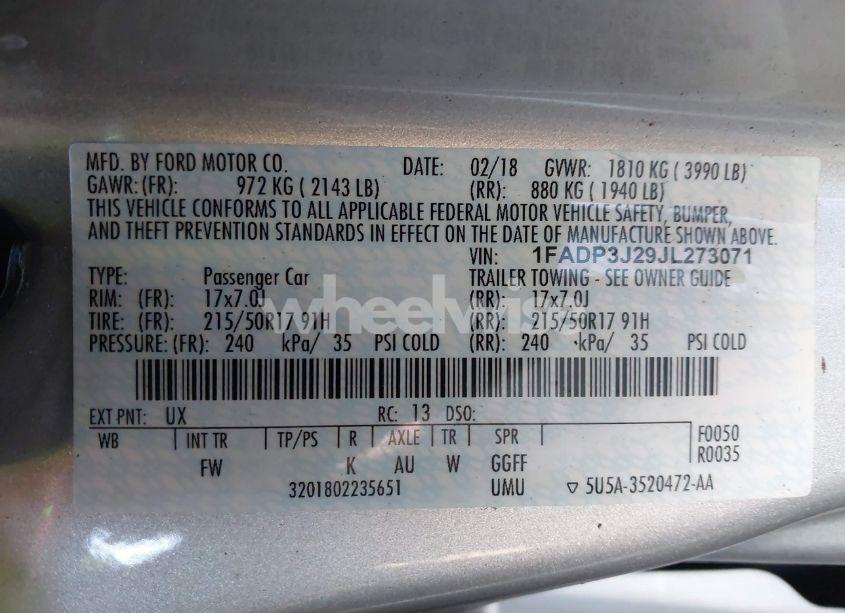 MFD. BY FORD MOTOR CO. DATE: 02/18 GVWR: 1810 KG ( 3990 LB)
GAWR:(FR): 972 KG ( 2143 LB) (RR): 880 KG ( 1940 LB)
THIS VEHICLE CONFORMS TO ALL APPLICABLE FEDERAL MOTOR VEHICLE SAFETY, BUMPER,
AND THEFT PREVENTION STANDARDS IN EFFECT ON THE DATE OF MANUFACTURE SHOWN ABOVE.
VIN: 1FADP3J29JL273071
TYPE: Passenger Car TRAILER TOWING - SEE OWNER GUIDE
RIM: (FR): 17x7.0J (RR): 17x7.0J
TIRE: (FR): 215/50R17 91H (RR): 215/50R17 91H
PRESSURE: (FR): 240 kPa/ 35 PSI COLD (RR): 240 kPa/ 35 PSI COLD
EXT PNT: UX RC: 13 DSO:
WB INT TR TP/PS R AXLE TR SPR F0050
FW K AU W GGFF R0035
3201802235651 UMU ▽ 5U5A-3520472-AA